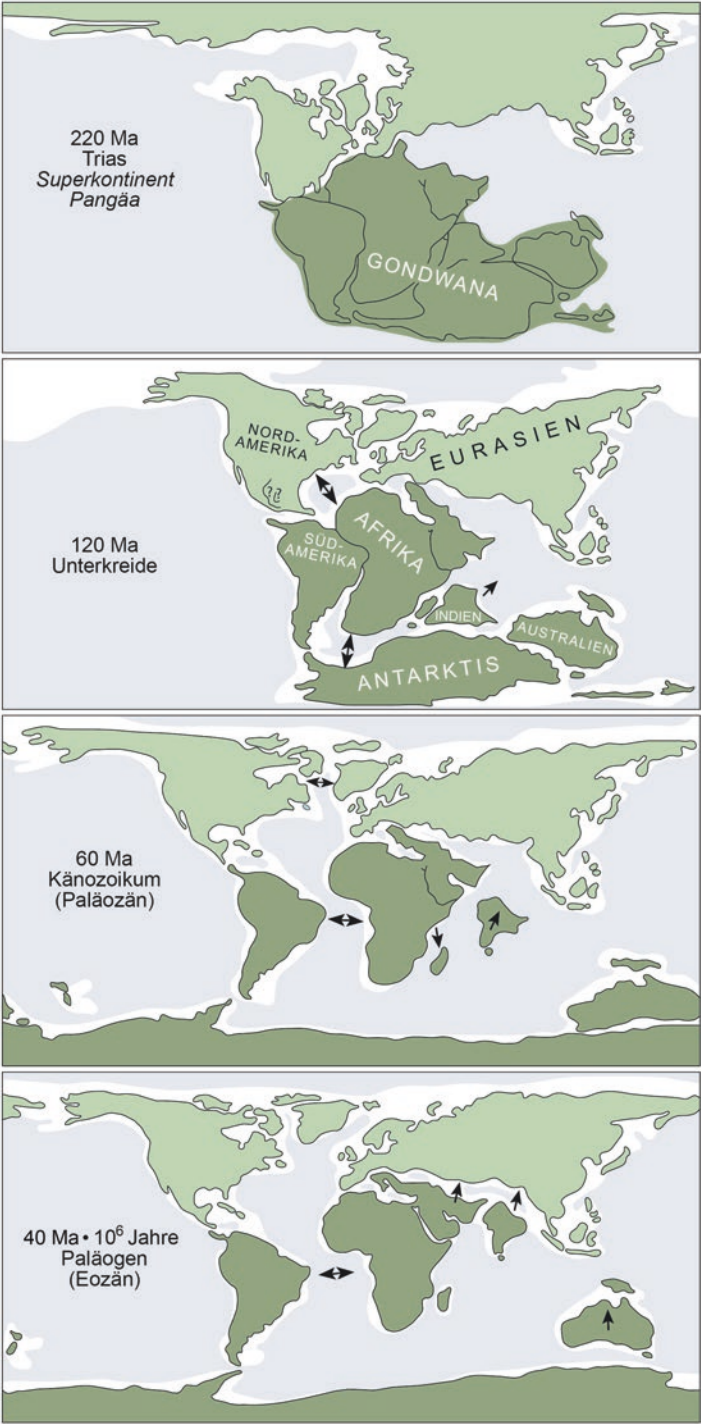 220 Ma
Trias
Superkontinent
Pangäa
GONDWANA
NORD-
AMERIKA
EURASIEN
120 Ma
Unterkreide
SÜD-
AMERIKA
AFRIKA
INDIEN
AUSTRALIEN
ANTARKTIS
60 Ma
Känozoikum
(Paläozän)
40 Ma • 10⁶ Jahre
Paläogen
(Eozän)